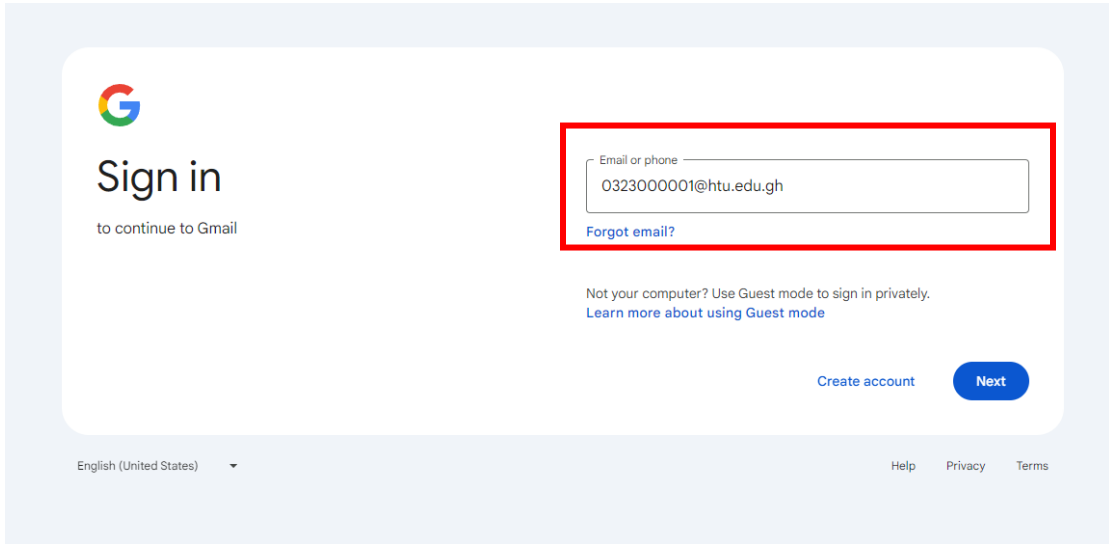 Sign in
to continue to Gmail
Email or phone
0323000001@htu.edu.gh
Forgot email?
Not your computer? Use Guest mode to sign in privately.
Learn more about using Guest mode
Create account
Next
English (United States)
Help Privacy Terms